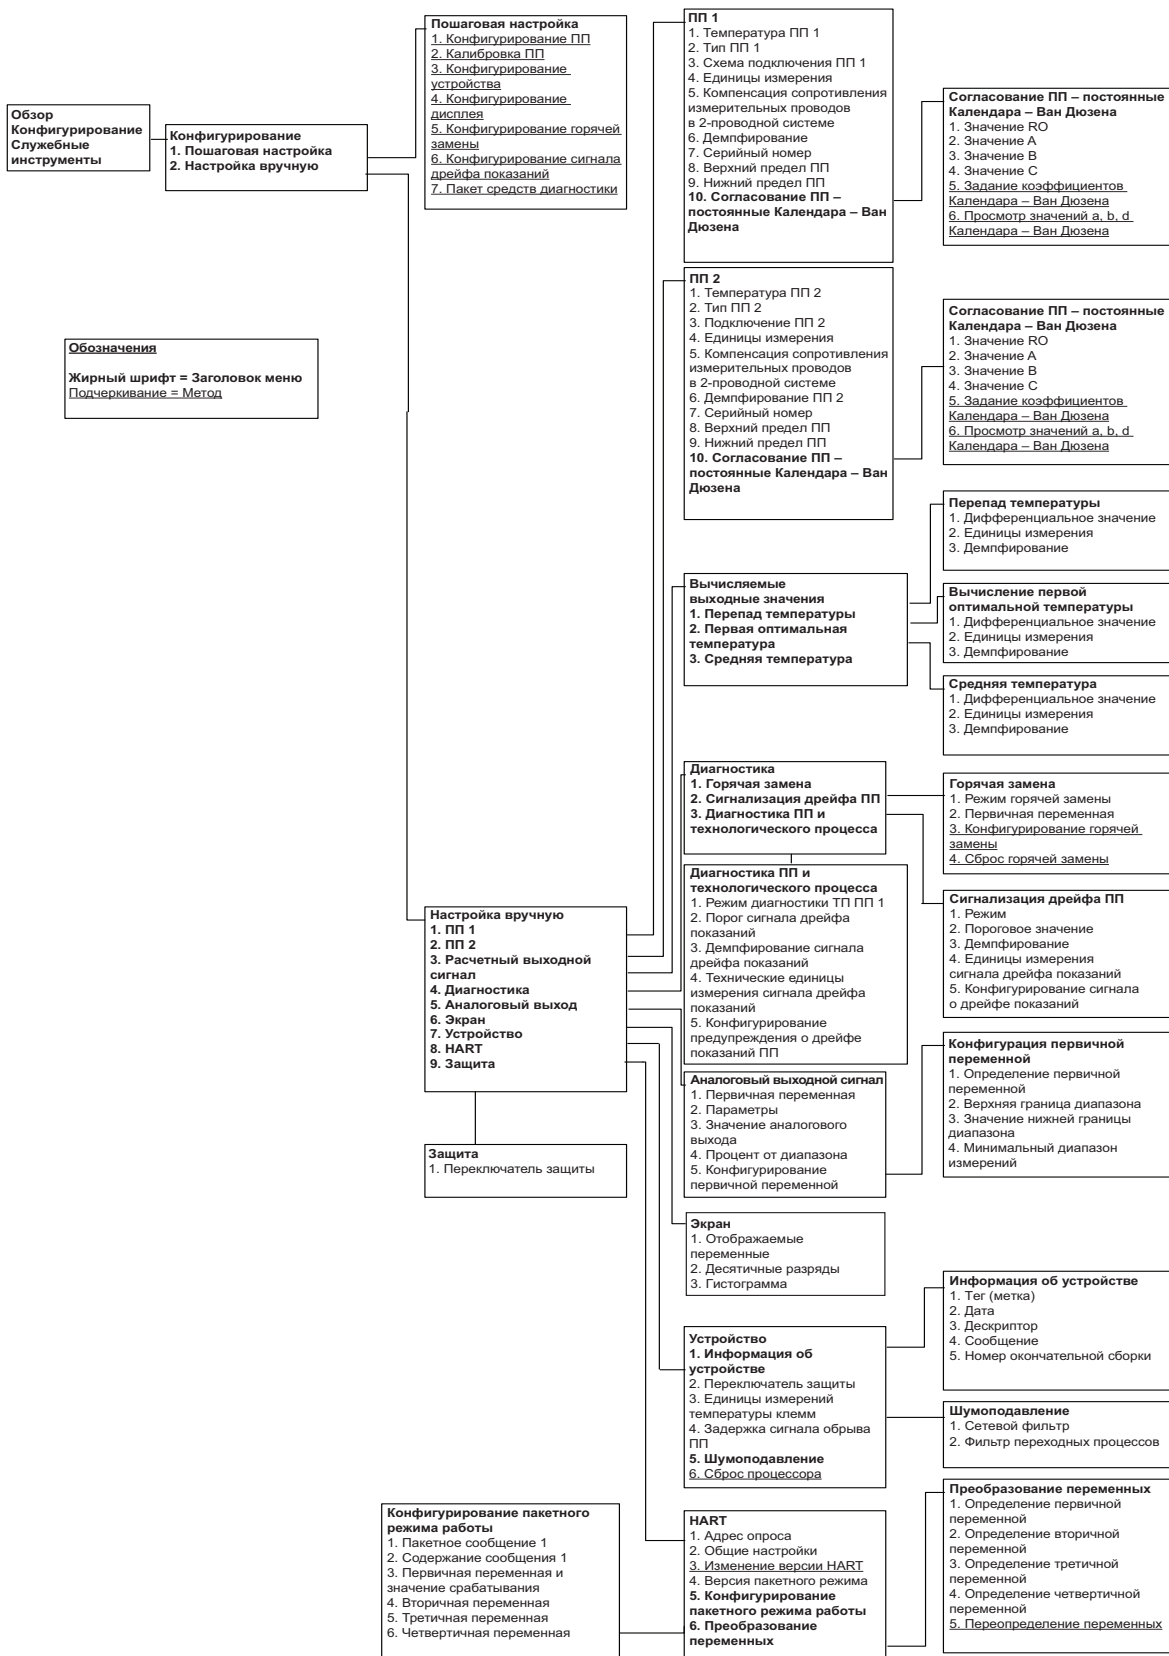 Обзор
Конфигурирование
Служебные
инструменты
Конфигурирование
1. Пошаговая настройка
2. Настройка вручную
Пошаговая настройка
1. Конфигурирование ПП
2. Калибровка ПП
3. Конфигурирование
устройства
4. Конфигурирование
дисплея
5. Конфигурирование горячей
замены
6. Конфигурирование сигнала
дрейфа показаний
7. Пакет средств диагностики
Обозначения
Жирный шрифт = Заголовок меню
Подчеркивание = Метод
ПП 1
1. Температура ПП 1
2. Тип ПП 1
3. Схема подключения ПП 1
4. Единицы измерения
5. Компенсация сопротивления
измерительных проводов
в 2-проводной системе
6. Демпфирование
7. Серийный номер
8. Верхний предел ПП
9. Нижний предел ПП
10. Согласование ПП –
постоянные Календара – Ван
Дюзена
Согласование ПП – постоянные
Календара – Ван Дюзена
1. Значение RO
2. Значение A
3. Значение B
4. Значение C
5. Задание коэффициентов
Календара – Ван Дюзена
6. Просмотр значений a, b, d
Календара – Ван Дюзена
ПП 2
1. Температура ПП 2
2. Тип ПП 2
3. Подключение ПП 2
4. Единицы измерения
5. Компенсация сопротивления
измерительных проводов
в 2-проводной системе
6. Демпфирование ПП 2
7. Серийный номер
8. Верхний предел ПП
9. Нижний предел ПП
10. Согласование ПП –
постоянные Календара – Ван
Дюзена
Согласование ПП – постоянные
Календара – Ван Дюзена
1. Значение RO
2. Значение A
3. Значение B
4. Значение C
5. Задание коэффициентов
Календара – Ван Дюзена
6. Просмотр значений a, b, d
Календара – Ван Дюзена
Вычисляемые
выходные значения
1. Перепад температуры
2. Первая оптимальная
температура
3. Средняя температура
Перепад температуры
1. Дифференциальное значение
2. Единицы измерения
3. Демпфирование
Вычисление первой
оптимальной температуры
1. Дифференциальное значение
2. Единицы измерения
3. Демпфирование
Средняя температура
1. Дифференциальное значение
2. Единицы измерения
3. Демпфирование
Диагностика
1. Горячая замена
2. Сигнализация дрейфа ПП
3. Диагностика ПП и
технологического процесса
Горячая замена
1. Режим горячей замены
2. Первичная переменная
3. Конфигурирование горячей
замены
4. Сброс горячей замены
Диагностика ПП и
технологического процесса
1. Режим диагностики ТП ПП 1
2. Порог сигнала дрейфа
показаний
3. Демпфирование сигнала
дрейфа показаний
4. Технические единицы
измерения сигнала дрейфа
показаний
5. Конфигурирование
предупреждения о дрейфе
показаний ПП
Сигнализация дрейфа ПП
1. Режим
2. Пороговое значение
3. Демпфирование
4. Единицы измерения
сигнала дрейфа показаний
5. Конфигурирование сигнала
о дрейфе показаний
Настройка вручную
1. ПП 1
2. ПП 2
3. Расчетный выходной
сигнал
4. Диагностика
5. Аналоговый выход
6. Экран
7. Устройство
8. HART
9. Защита
Защита
1. Переключатель защиты
Аналоговый выходной сигнал
1. Первичная переменная
2. Параметры
3. Значение аналогового
выхода
4. Процент от диапазона
5. Конфигурирование
первичной переменной
Конфигурация первичной
переменной
1. Определение первичной
переменной
2. Верхняя граница диапазона
3. Значение нижней границы
диапазона
4. Минимальный диапазон
измерений
Экран
1. Отображаемые
переменные
2. Десятичные разряды
3. Гистограмма
Устройство
1. Информация об
устройстве
2. Переключатель защиты
3. Единицы измерений
температуры клемм
4. Задержка сигнала обрыва
ПП
5. Шумоподавление
6. Сброс процессора
Информация об устройстве
1. Тег (метка)
2. Дата
3. Дескриптор
4. Сообщение
5. Номер окончательной сборки
Шумоподавление
1. Сетевой фильтр
2. Фильтр переходных процессов
Конфигурирование пакетного
режима работы
1. Пакетное сообщение 1
2. Содержание сообщения 1
3. Первичная переменная и
значение срабатывания
4. Вторичная переменная
5. Третичная переменная
6. Четвертичная переменная
HART
1. Адрес опроса
2. Общие настройки
3. Изменение версии HART
4. Версия пакетного режима
5. Конфигурирование
пакетного режима работы
6. Преобразование
переменных
Преобразование переменных
1. Определение первичной
переменной
2. Определение вторичной
переменной
3. Определение третичной
переменной
4. Определение четвертичной
переменной
5. Переопределение переменных